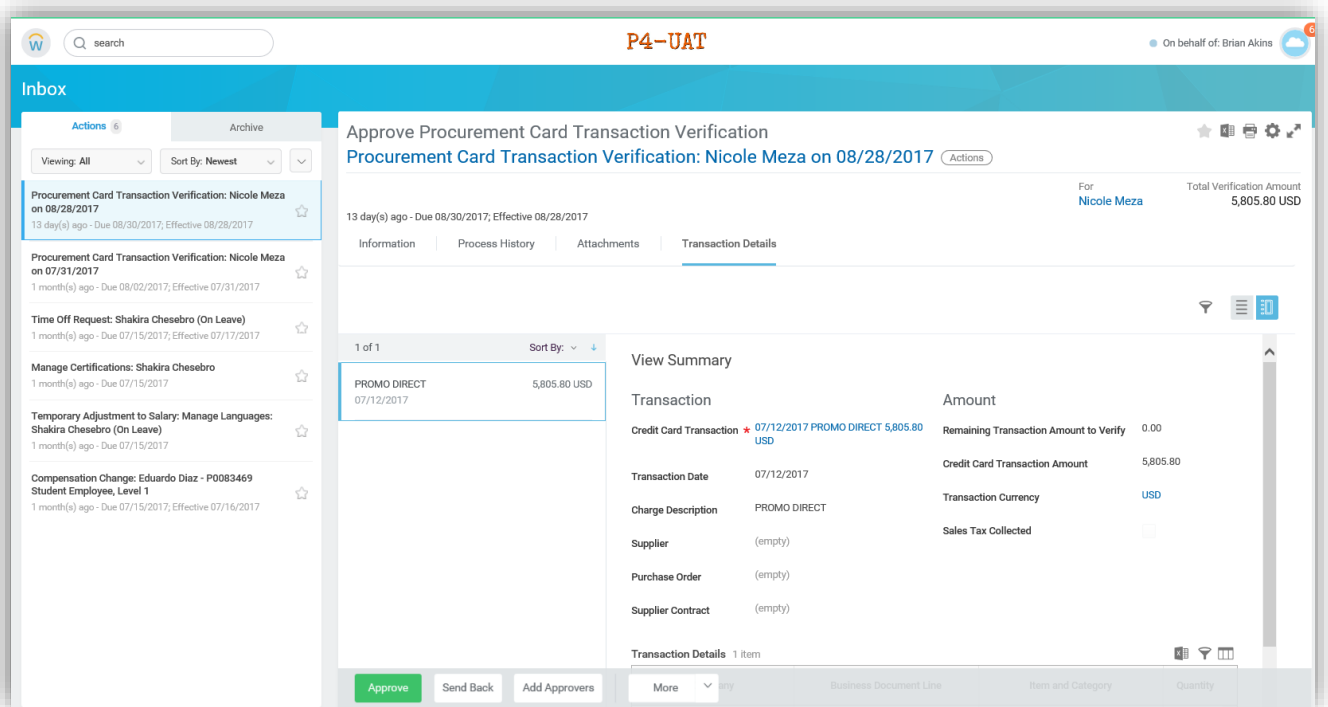 W
search
P4-UAT
On behalf of: Brian Akins
6
Inbox
Actions 6
Archive
Viewing: All
Sort By: Newest
Procurement Card Transaction Verification: Nicole Meza
on 08/28/2017
13 day(s) ago - Due 08/30/2017; Effective 08/28/2017
Procurement Card Transaction Verification: Nicole Meza
on 07/31/2017
1 month(s) ago - Due 08/02/2017; Effective 07/31/2017
Time Off Request: Shakira Chesebro (On Leave)
1 month(s) ago - Due 07/15/2017; Effective 07/17/2017
Manage Certifications: Shakira Chesebro
1 month(s) ago - Due 07/15/2017
Temporary Adjustment to Salary: Manage Languages:
Shakira Chesebro (On Leave)
1 month(s) ago - Due 07/15/2017
Compensation Change: Eduardo Diaz - P0083469
Student Employee, Level 1
1 month(s) ago - Due 07/15/2017; Effective 07/16/2017
Approve Procurement Card Transaction Verification
Procurement Card Transaction Verification: Nicole Meza on 08/28/2017 Actions
For
Nicole Meza
Total Verification Amount
5,805.80 USD
13 day(s) ago - Due 08/30/2017; Effective 08/28/2017
Information
Process History
Attachments
Transaction Details
1 of 1
Sort By:
PROMO DIRECT 5,805.80 USD
07/12/2017
View Summary
Transaction
Credit Card Transaction * 07/12/2017 PROMO DIRECT 5,805.80
USD
Transaction Date 07/12/2017
Charge Description PROMO DIRECT
Supplier (empty)
Purchase Order (empty)
Supplier Contract (empty)
Amount
Remaining Transaction Amount to Verify 0.00
Credit Card Transaction Amount 5,805.80
Transaction Currency USD
Sales Tax Collected
Transaction Details 1 item
Business Document Line
Item and Category
Quantity
Approve
Send Back
Add Approvers
More